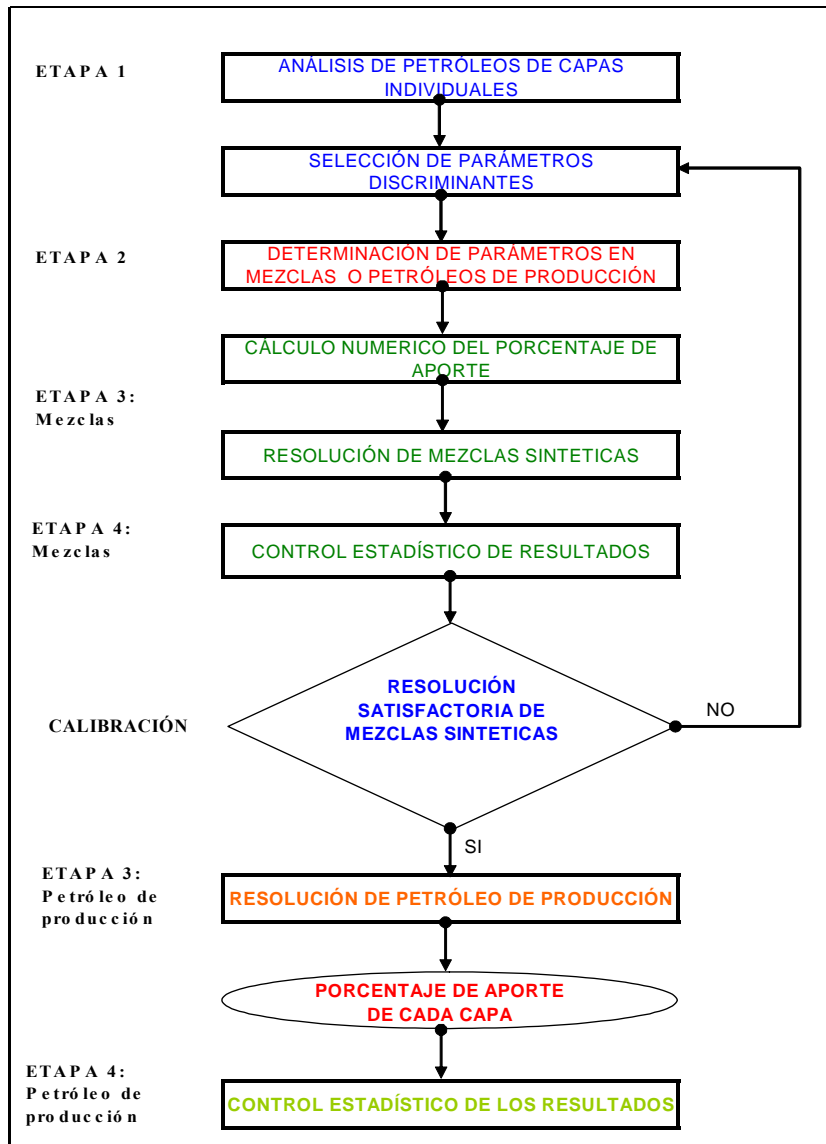 ETAPA 1
ANÁLISIS DE PETRÓLEOS DE CAPAS
INDIVIDUALES
SELECCIÓN DE PARÁMETROS
DISCRIMINANTES
ETAPA 2
DETERMINACIÓN DE PARÁMETROS EN
MEZCLAS O PETRÓLEOS DE PRODUCCIÓN
CÁLCULO NUMERICO DEL PORCENTAJE DE
APORTE
ETAPA 3:
Mezclas
RESOLUCIÓN DE MEZCLAS SINTETICAS
ETAPA 4:
Mezclas
CONTROL ESTADÍSTICO DE RESULTADOS
CALIBRACIÓN
RESOLUCIÓN
SATISFACTORIA DE
MEZCLAS SINTETICAS
NO
SI
ETAPA 3:
Petróleo de
producción
RESOLUCIÓN DE PETRÓLEO DE PRODUCCIÓN
PORCENTAJE DE APORTE
DE CADA CAPA
ETAPA 4:
Petróleo de
producción
CONTROL ESTADÍSTICO DE LOS RESULTADOS